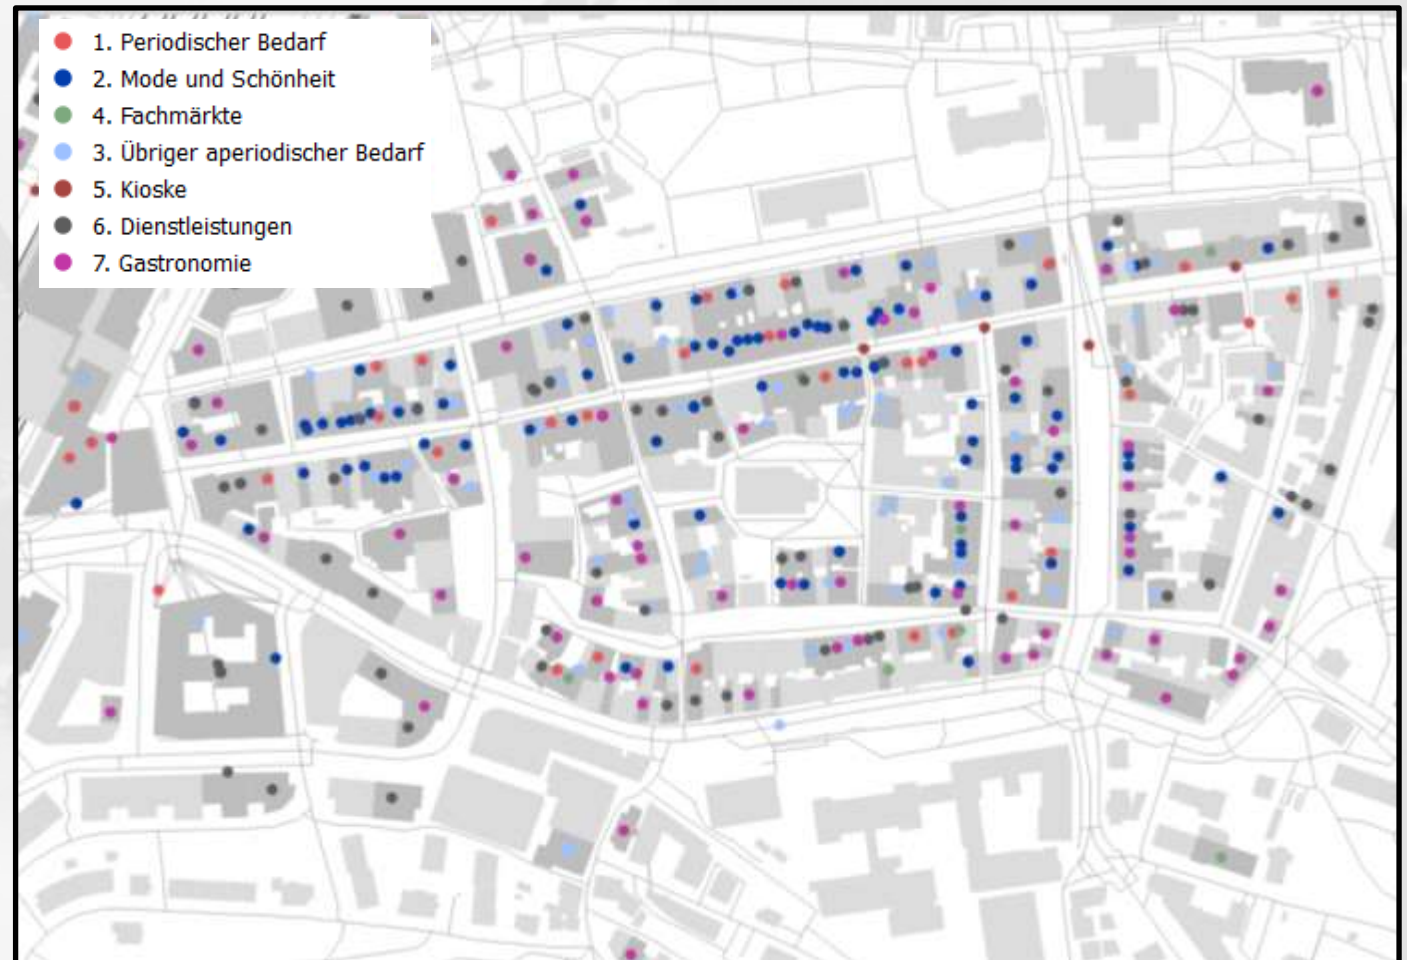 1. Periodischer Bedarf
2. Mode und Schönheit
4. Fachmärkte
3. Übriger aperiodischer Bedarf
5. Kioske
6. Dienstleistungen
7. Gastronomie